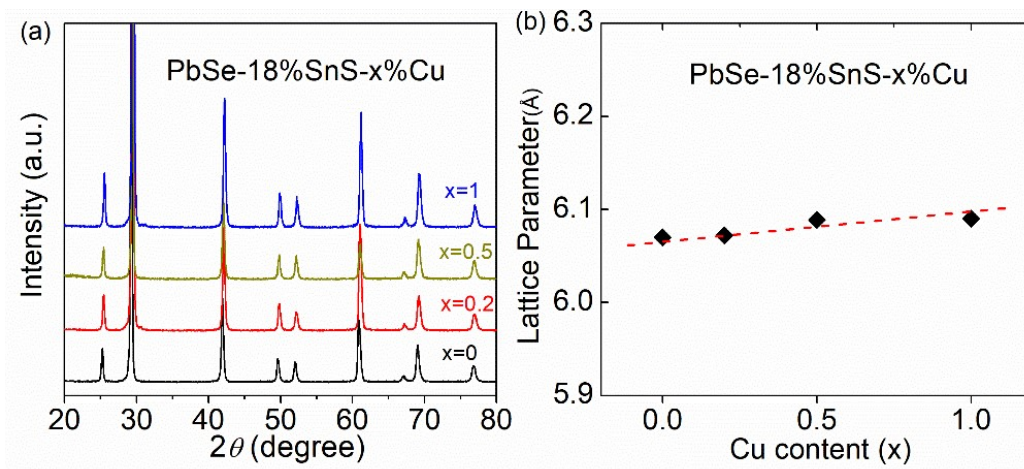 (a)
PbSe-18%SnS-x%Cu
Intensity (a.u.)
x=1
x=0.5
x=0.2
x=0
20 30 40 50 60 70 80
2θ (degree)
(b)
PbSe-18%SnS-x%Cu
Lattice Parameter(Å)
6.3
6.2
6.1
6.0
5.9
0.0 0.5 1.0
Cu content (x)